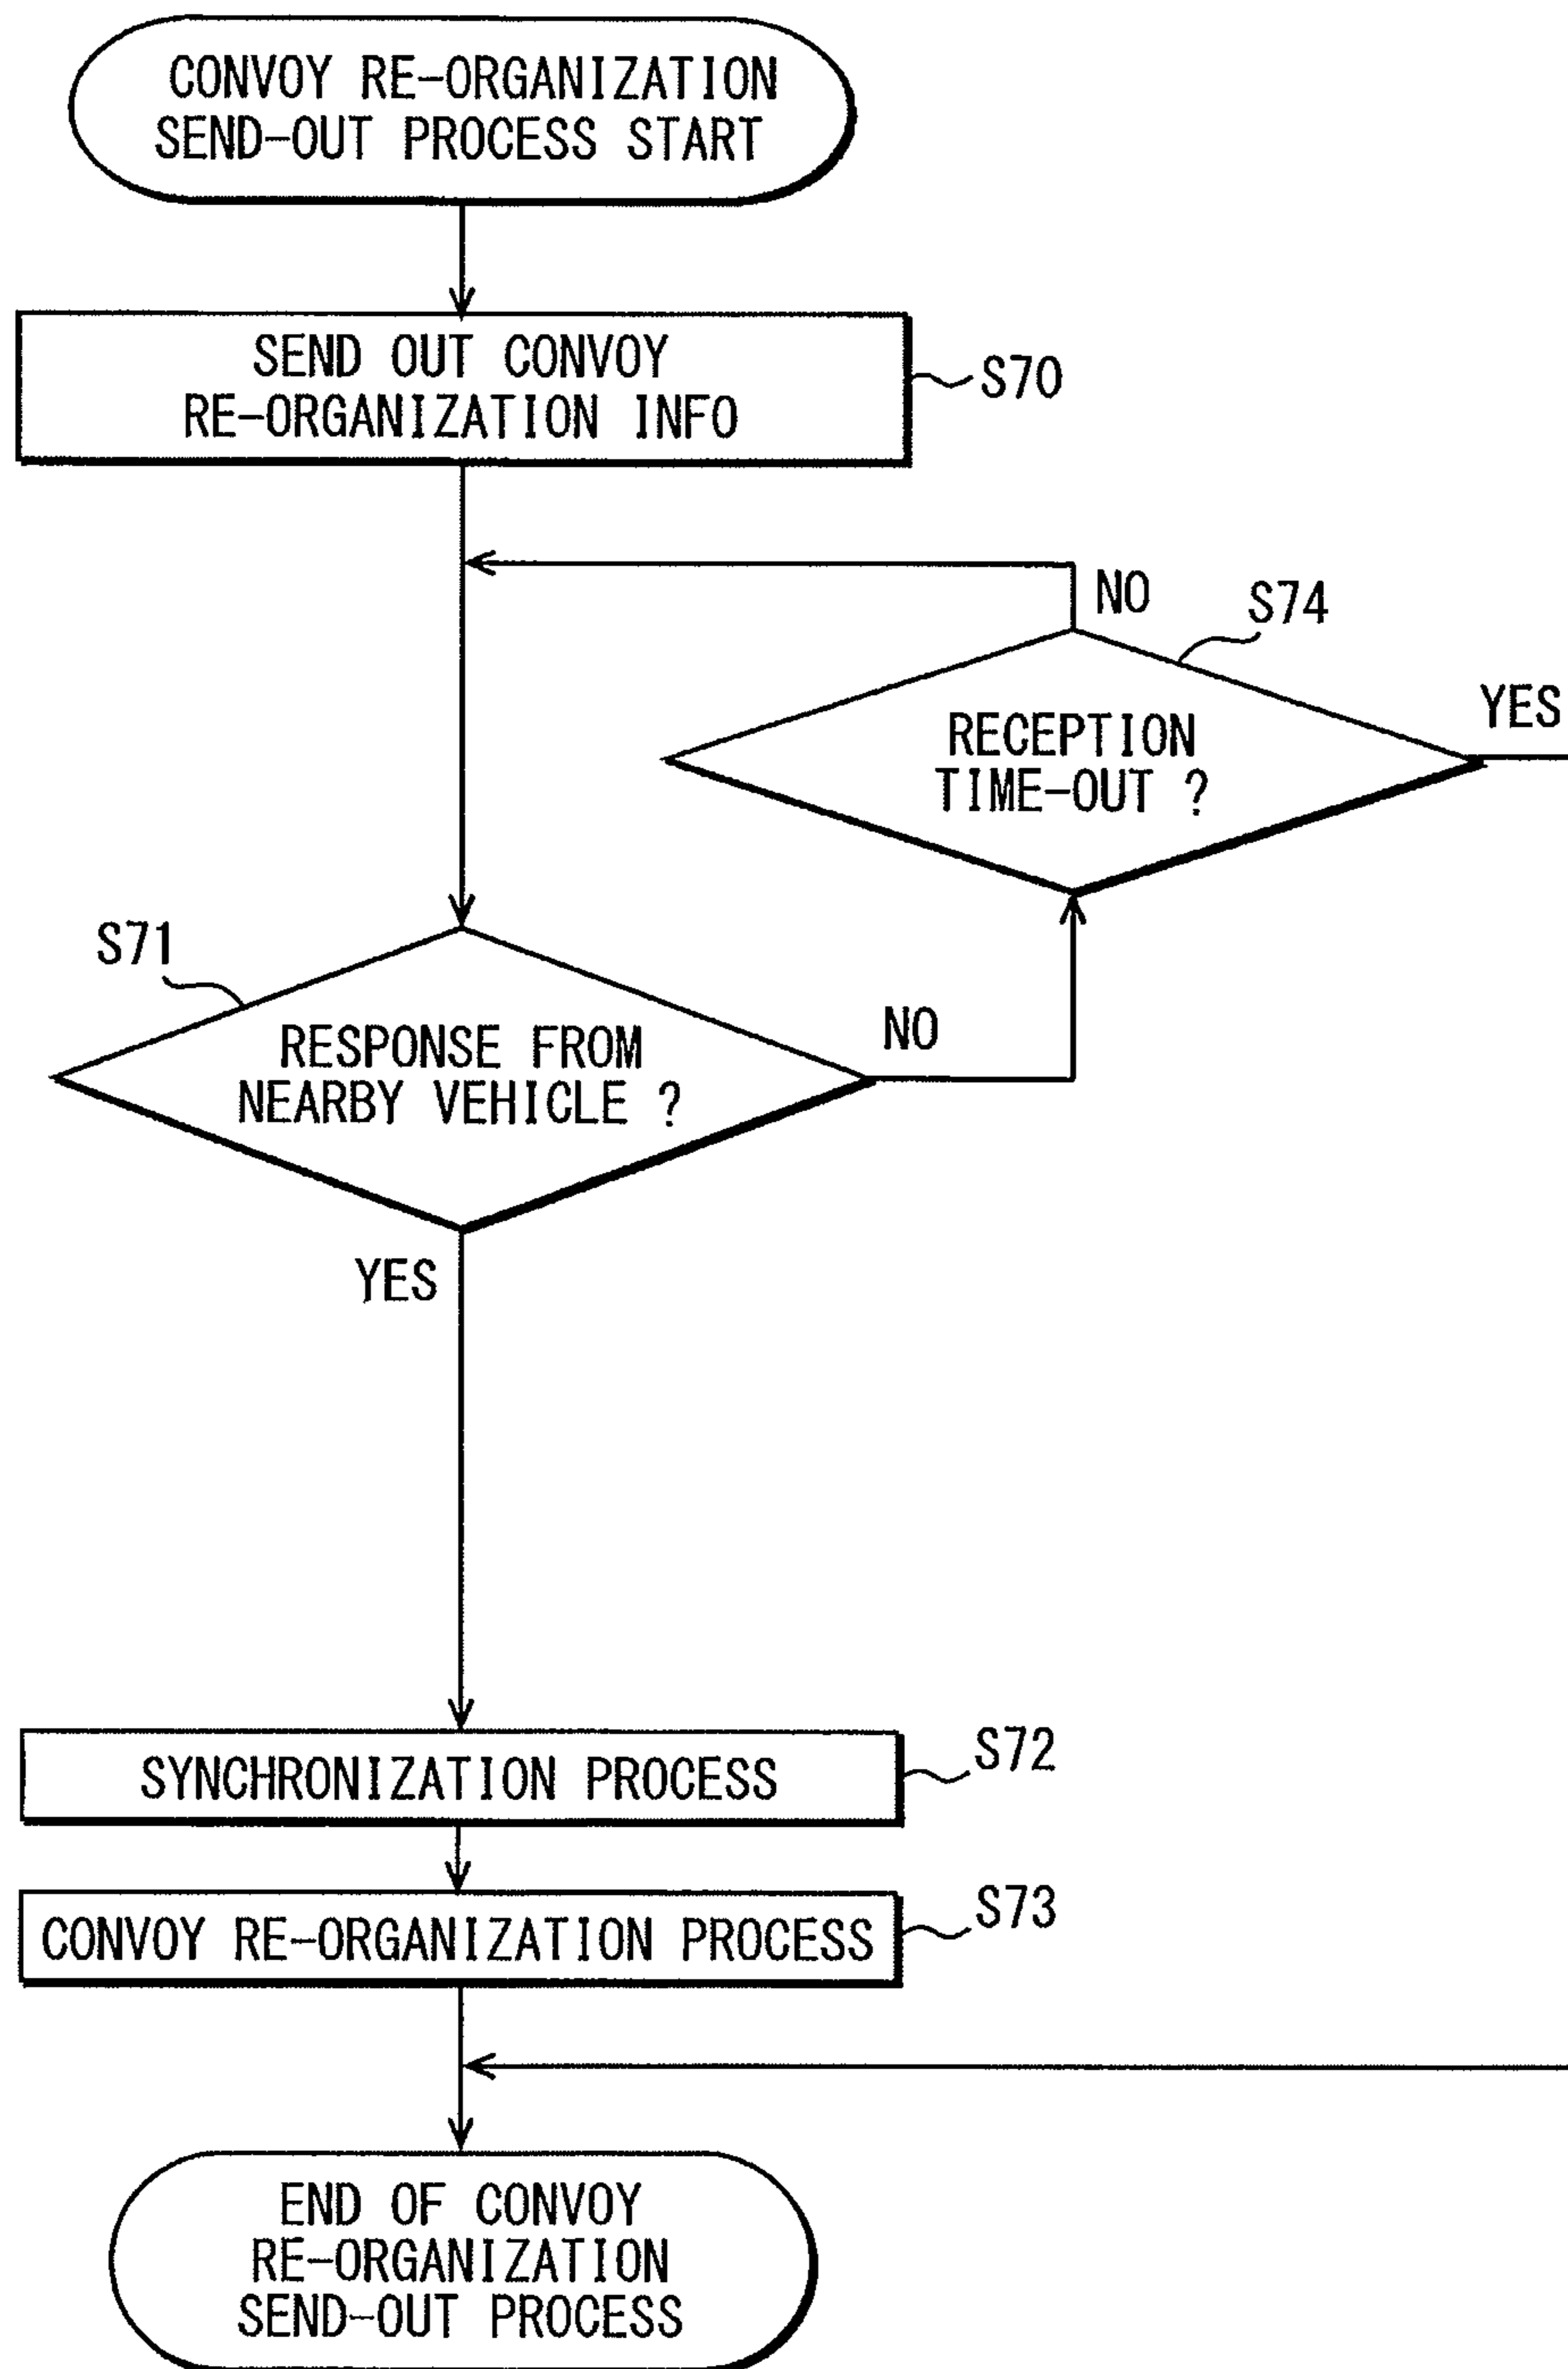 CONVOY RE-ORGANIZATION
SEND-OUT PROCESS START
SEND OUT CONVOY
RE-ORGANIZATION INFO
S70
NO
S74
YES
RECEPTION
TIME-OUT ?
S71
RESPONSE FROM
NEARBY VEHICLE ?
NO
YES
SYNCHRONIZATION PROCESS
S72
CONVOY RE-ORGANIZATION PROCESS
S73
END OF CONVOY
RE-ORGANIZATION
SEND-OUT PROCESS